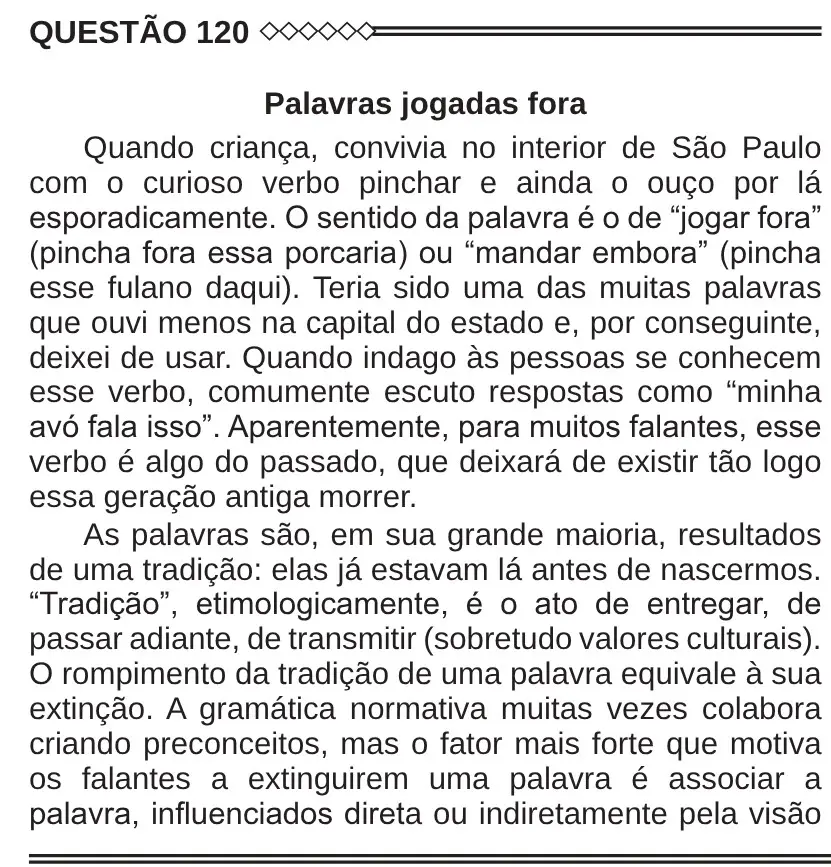 QUESTÃO 120
Palavras jogadas fora
Quando criança, convivia no interior de São Paulo
com o curioso verbo pinchar e ainda o ouço por lá
esporadicamente. O sentido da palavra é o de “jogar fora”
(pincha fora essa porcaria) ou “mandar embora” (pincha
esse fulano daqui). Teria sido uma das muitas palavras
que ouvi menos na capital do estado e, por conseguinte,
deixei de usar. Quando indago às pessoas se conhecem
esse verbo, comumente escuto respostas como “minha
avó fala isso”. Aparentemente, para muitos falantes, esse
verbo é algo do passado, que deixará de existir tão logo
essa geração antiga morrer.
As palavras são, em sua grande maioria, resultados
de uma tradição: elas já estavam lá antes de nascermos.
“Tradição”, etimologicamente, é o ato de entregar, de
passar adiante, de transmitir (sobretudo valores culturais).
O rompimento da tradição de uma palavra equivale à sua
extinção. A gramática normativa muitas vezes colabora
criando preconceitos, mas o fator mais forte que motiva
os falantes a extinguirem uma palavra é associar a
palavra, influenciados direta ou indiretamente pela visão